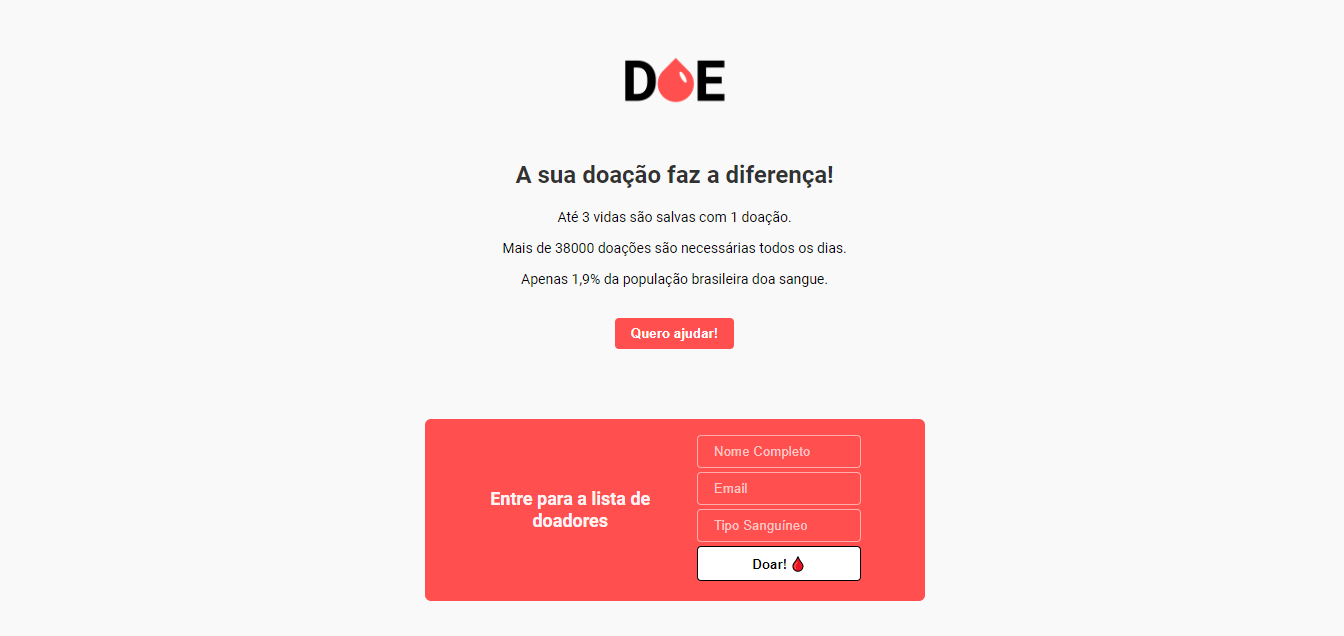 DOE
A sua doação faz a diferença!
Até 3 vidas são salvas com 1 doação.
Mais de 38000 doações são necessárias todos os dias.
Apenas 1,9% da população brasileira doa sangue.
Quero ajudar!
Entre para a lista de
doadores
Nome Completo
Email
Tipo Sanguíneo
Doar! 🩸